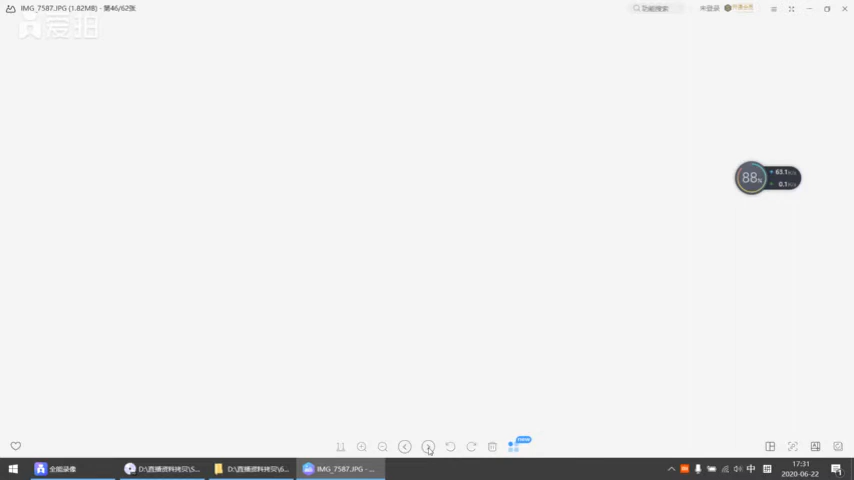 IMG_7587.JPG (1.82MB) - 第46/62张
功能搜索
未登录
爱拍
88%
63.1K/s
0.1K/s
1:1
全能录像
D:\直播资料拷贝\S...
D:\直播资料拷贝\6...
IMG_7587.JPG - ...
中
17:31
2020-06-22